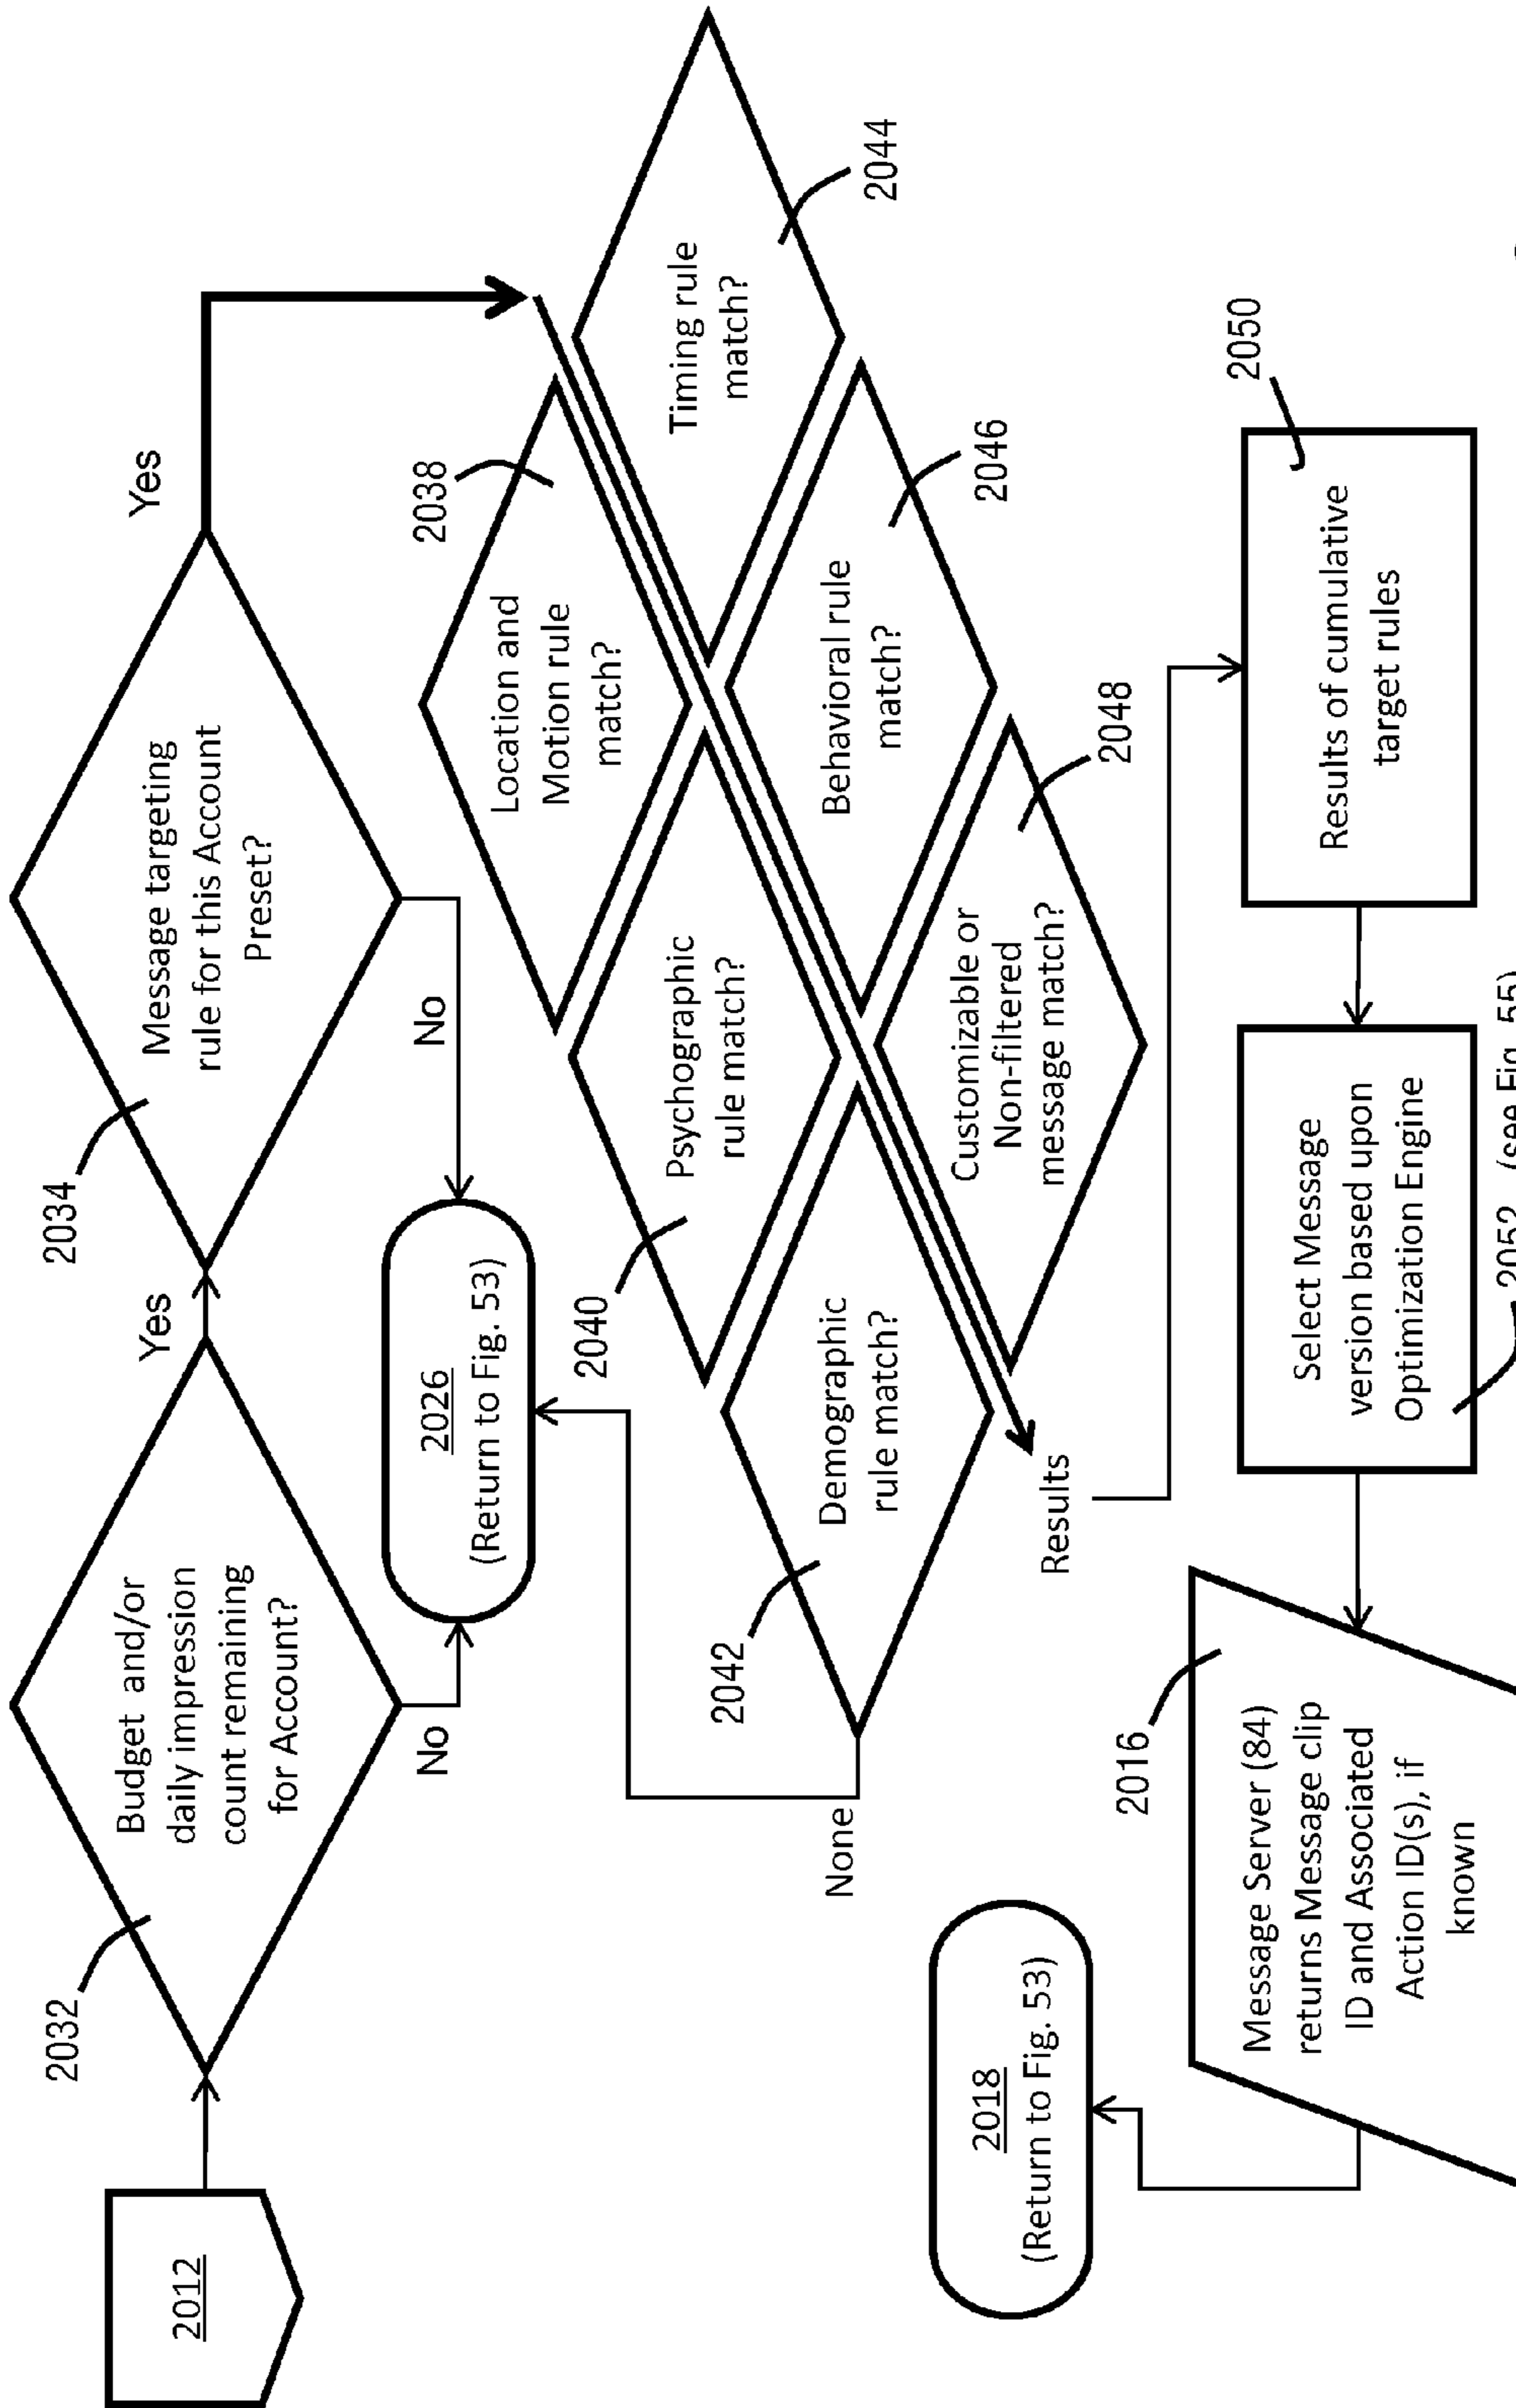 2012
2032
Budget and/or
daily impression
count remaining
for Account?
Yes
No
2034
Message targeting
rule for this Account
Preset?
Yes
No
2026
(Return to Fig. 53)
2038
Location and
Motion rule
match?
2044
Timing rule
match?
2040
Psychographic
rule match?
2046
Behavioral rule
match?
2042
Demographic
rule match?
2048
Customizable or
Non-filtered
message match?
None
Results
2050
Results of cumulative
target rules
Select Message
version based upon
Optimization Engine
2052 (see Fig. 55)
2016
Message Server (84)
returns Message clip
ID and Associated
Action ID(s), if
known
2018
(Return to Fig. 53)